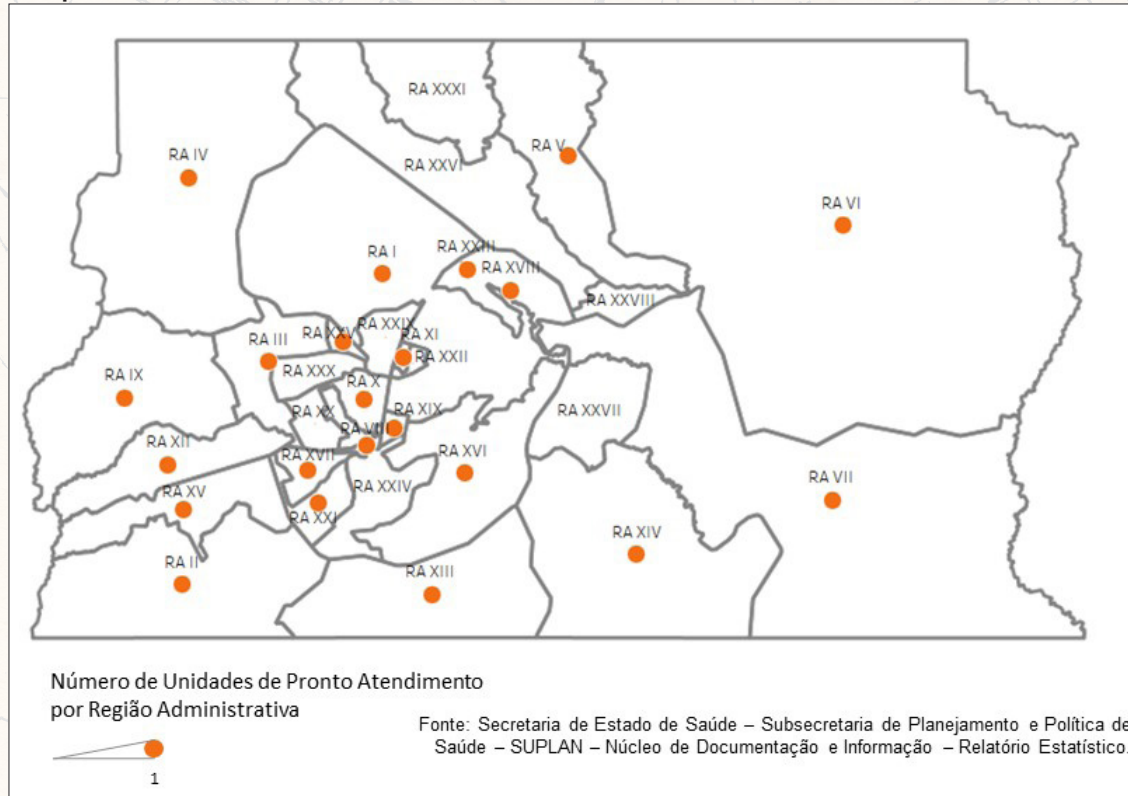 RA XXXI
RA IV
RA V
RA XXVI
RA VI
RA I
RA XXIII
RA XVIII
RA XXVIII
RA XXV
RA XXIX
RA XI
RA III
RA XXII
RA XXX
RA IX
RA X
RA XX
RA XIX
RA XXVII
RA VIII
RA XII
RA XVII
RA XVI
RA XXIV
RA VII
RA XV
RA XXI
RA XIV
RA II
RA XIII
Número de Unidades de Pronto Atendimento
por Região Administrativa
1
Fonte: Secretaria de Estado de Saúde – Subsecretaria de Planejamento e Política de
Saúde – SUPLAN – Núcleo de Documentação e Informação – Relatório Estatístico.